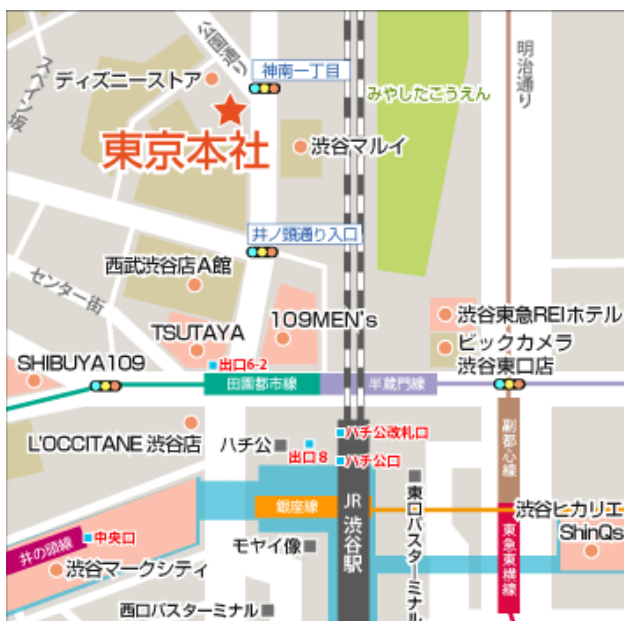 公園通り
スペイン坂
ディズニーストア
神南一丁目
みやしたこうえん
明治通り
東京本社
渋谷マルイ
井ノ頭通り入口
センター街
西武渋谷店A館
TSUTAYA
109MEN's
渋谷東急REIホテル
ビックカメラ
渋谷東口店
SHIBUYA109
出口6-2
田園都市線
半蔵門線
L'OCCITANE 渋谷店
ハチ公
出口8
ハチ公改札口
ハチ公口
副都心線
銀座線
JR 渋谷駅
東口バスターミナル
渋谷ヒカリエ
ShinQs
井の頭線
中央口
モヤイ像
東急東横線
渋谷マークシティ
西口バスターミナル